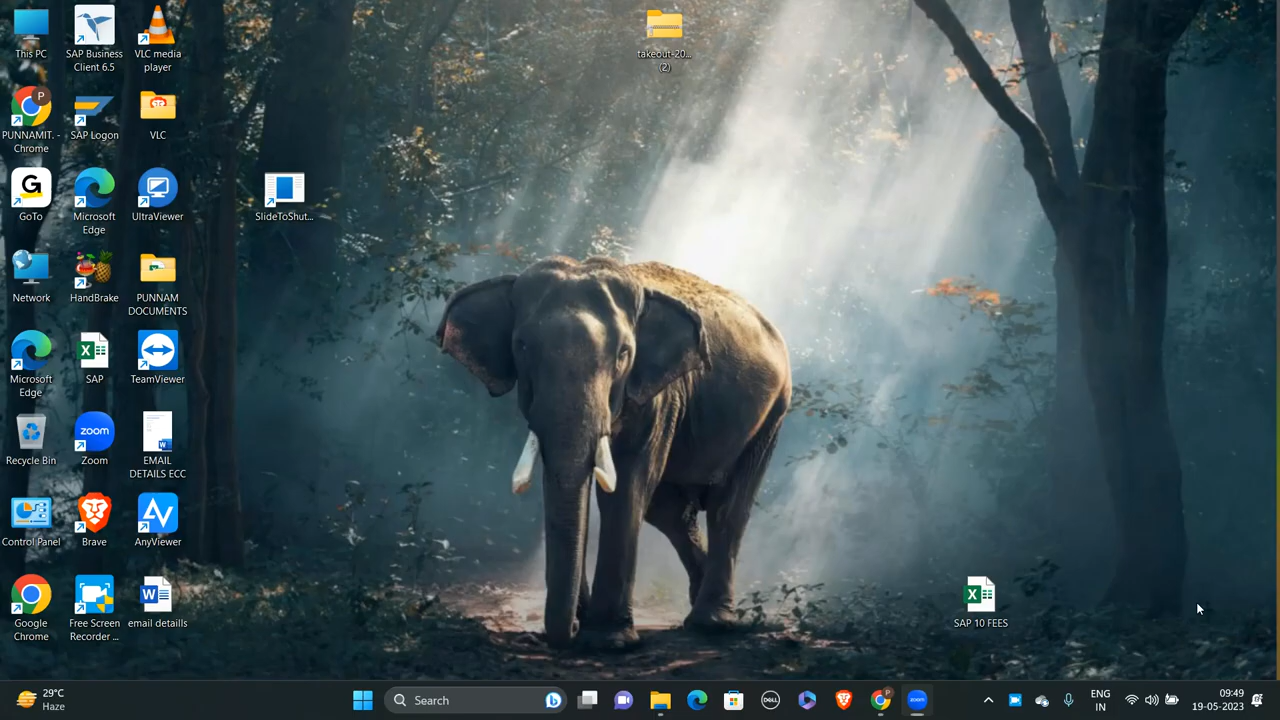 This PC
SAP Business
Client 6.5
VLC media
player
takeout-20...
(2)
PUNNAMIT. -
Chrome
SAP Logon
VLC
G
GoTo
Microsoft
Edge
UltraViewer
SlideToShut...
Network
HandBrake
PUNNAM
DOCUMENTS
Microsoft
Edge
SAP
TeamViewer
Recycle Bin
zoom
Zoom
EMAIL
DETAILS ECC
Control Panel
Brave
AnyViewer
Google
Chrome
Free Screen
Recorder ...
email detaills
SAP 10 FEES
29°C
Haze
Search
DELL
zoom
ENG
IN
09:49
19-05-2023